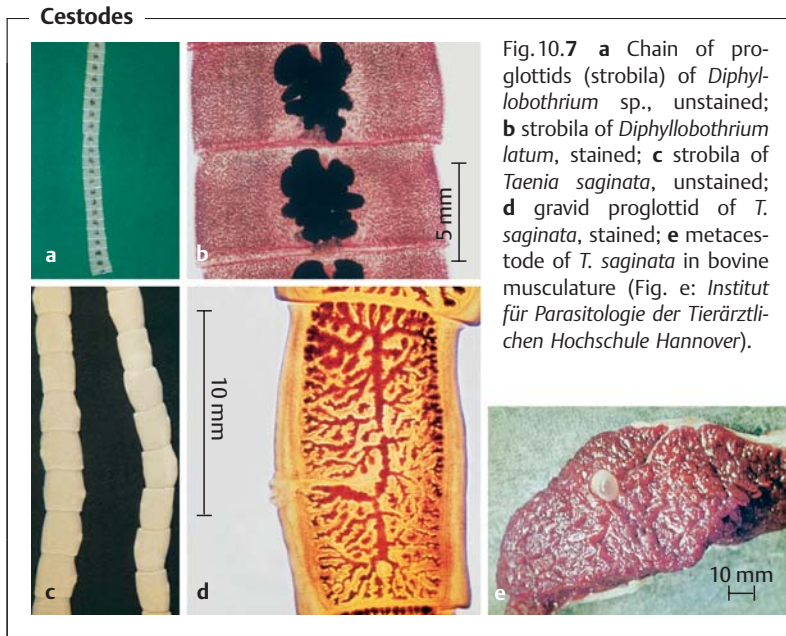 Cestodes
Fig. 10.7 a Chain of pro-
glottids (strobila) of Diphyl-
lobothrium sp., unstained;
b strobila of Diphyllobothrium
latum, stained; c strobila of
Taenia saginata, unstained;
d gravid proglottid of T.
saginata, stained; e metaces-
tode of T. saginata in bovine
musculature (Fig. e: Institut
für Parasitologie der Tierärztli-
chen Hochschule Hannover).
a
b
5 mm
c
10 mm
d
e
10 mm